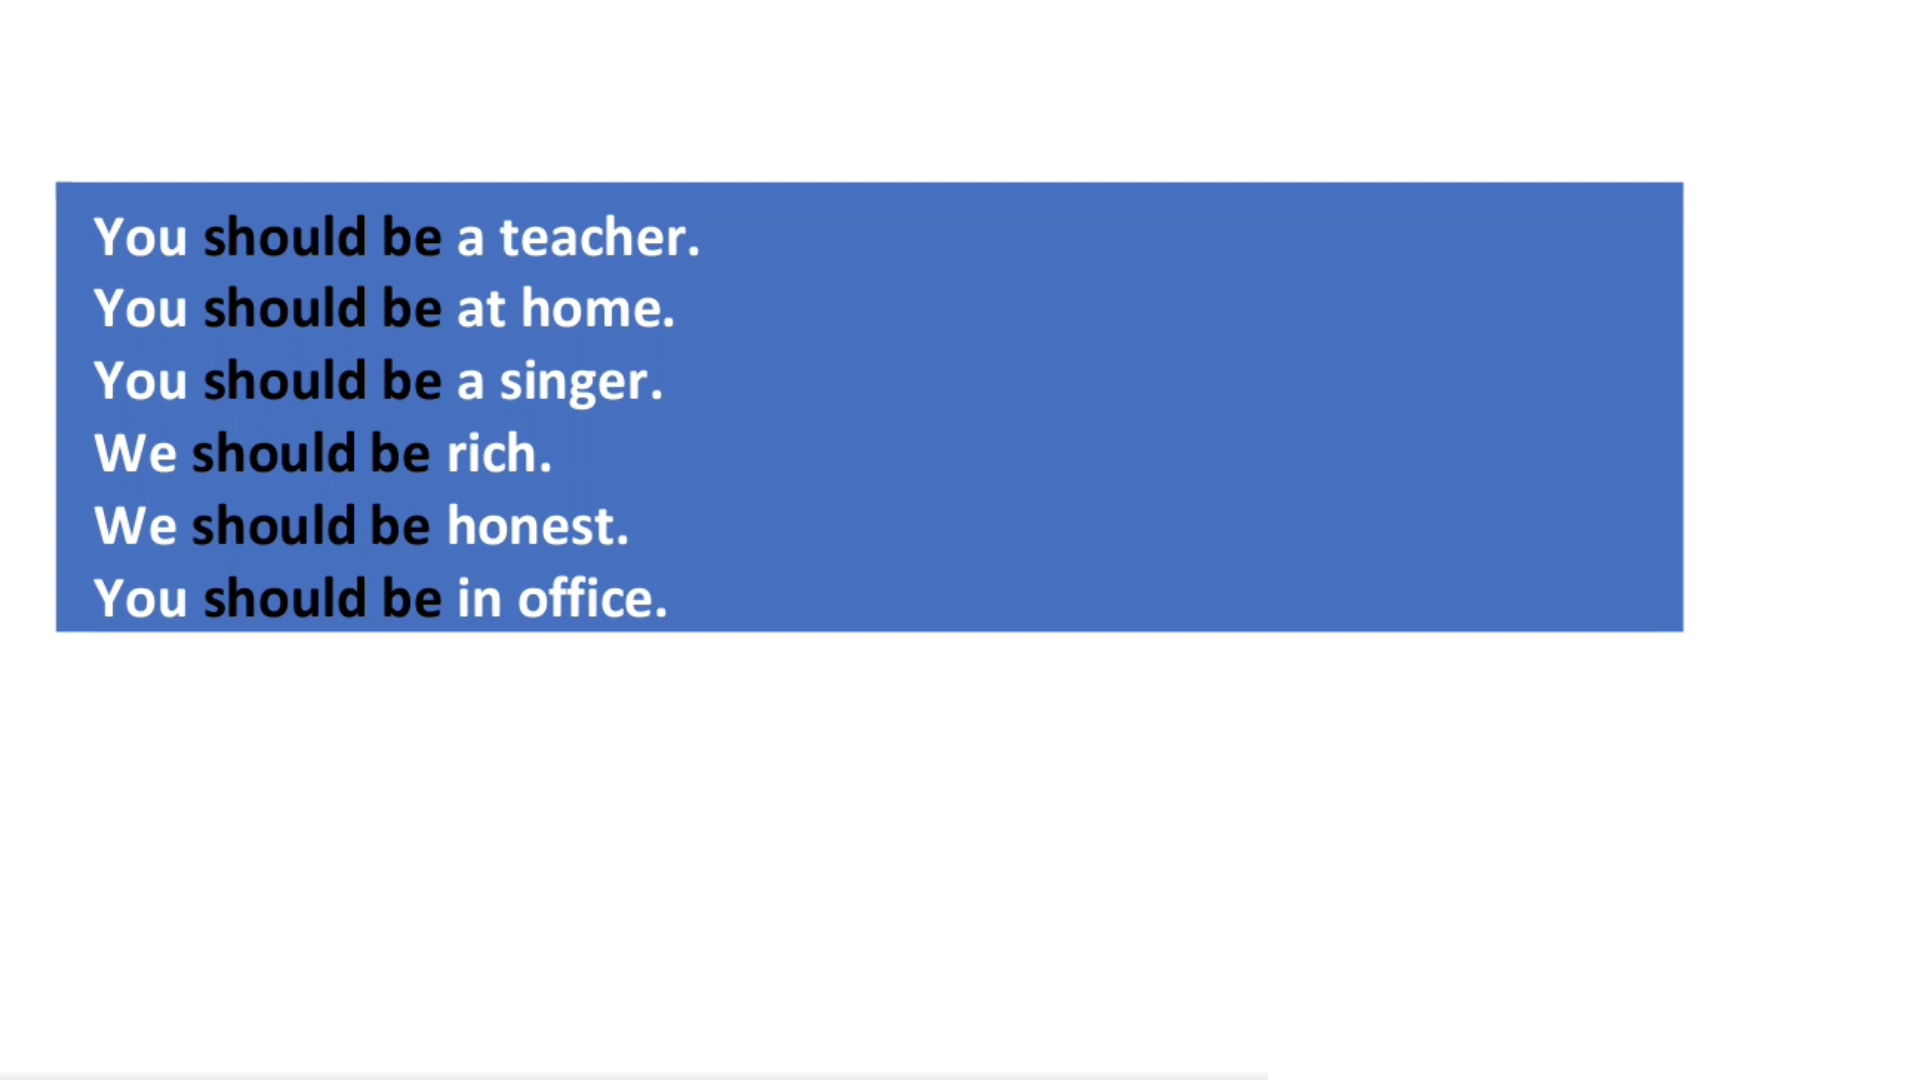 You should be a teacher.
You should be at home.
You should be a singer.
We should be rich.
We should be honest.
You should be in office.